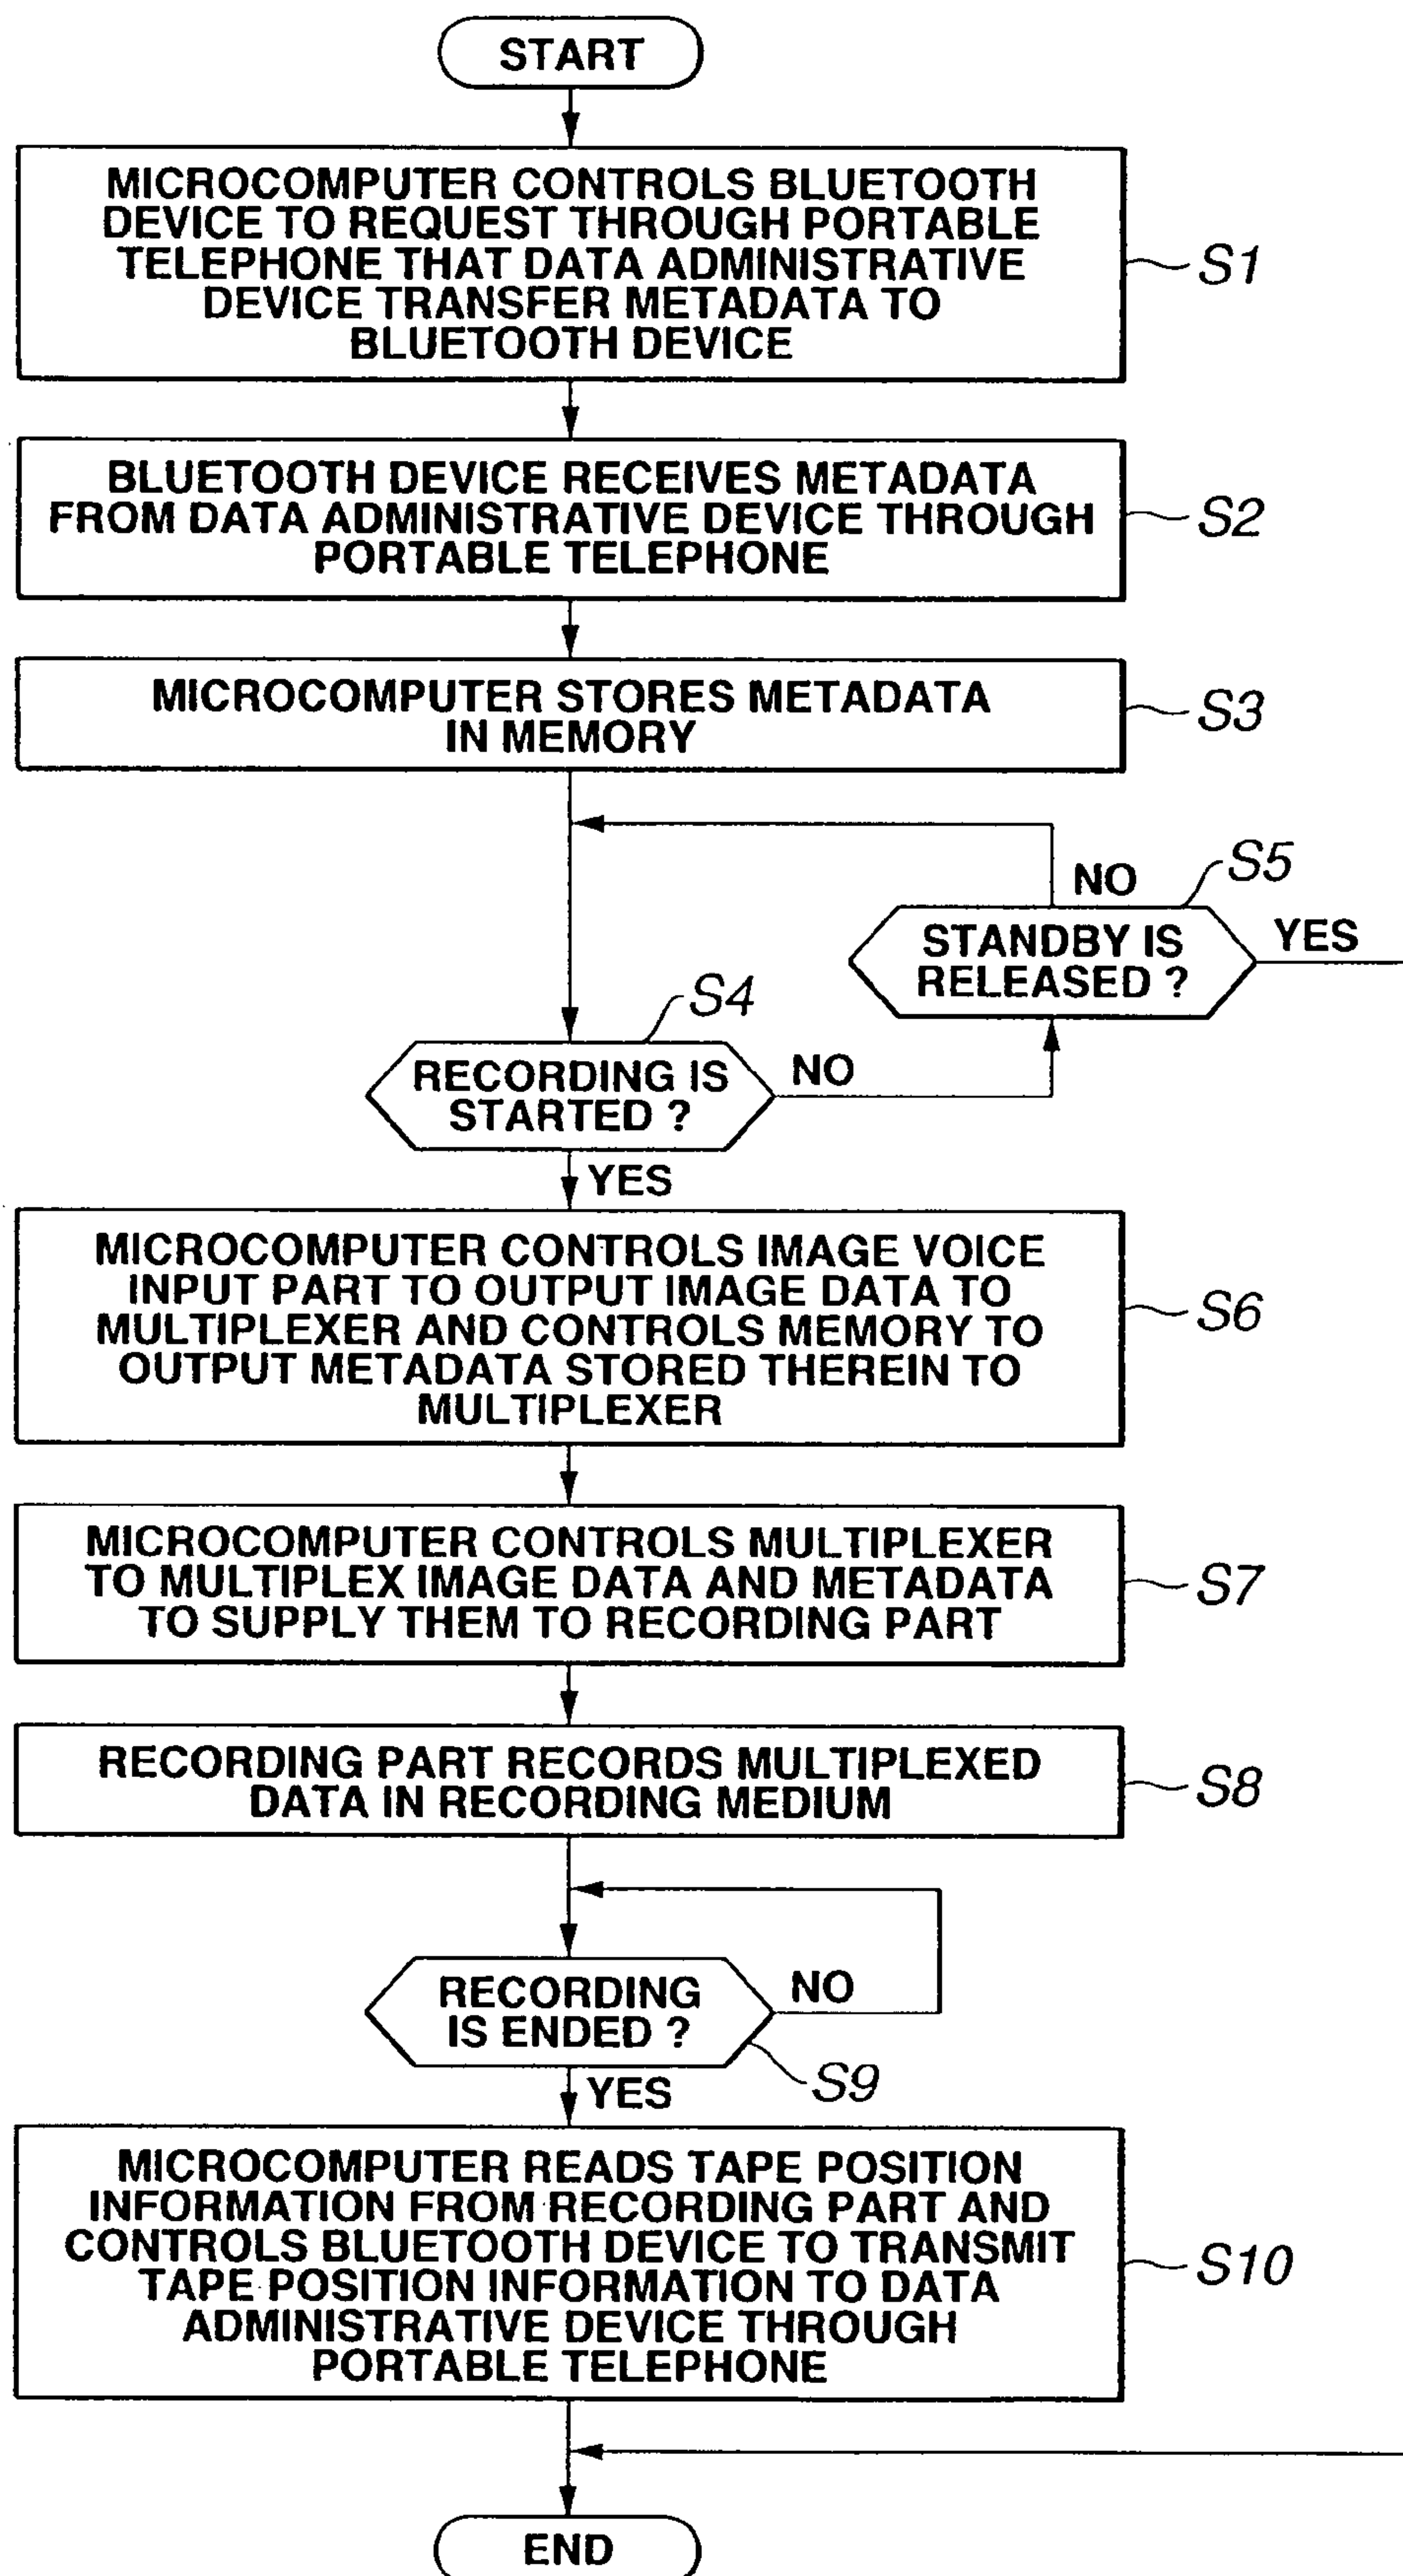 START
MICROCOMPUTER CONTROLS BLUETOOTH
DEVICE TO REQUEST THROUGH PORTABLE
TELEPHONE THAT DATA ADMINISTRATIVE
DEVICE TRANSFER METADATA TO
BLUETOOTH DEVICE
S1
BLUETOOTH DEVICE RECEIVES METADATA
FROM DATA ADMINISTRATIVE DEVICE THROUGH
PORTABLE TELEPHONE
S2
MICROCOMPUTER STORES METADATA
IN MEMORY
S3
NO
S5
STANDBY IS
RELEASED ?
YES
S4
RECORDING IS
STARTED ?
NO
YES
MICROCOMPUTER CONTROLS IMAGE VOICE
INPUT PART TO OUTPUT IMAGE DATA TO
MULTIPLEXER AND CONTROLS MEMORY TO
OUTPUT METADATA STORED THEREIN TO
MULTIPLEXER
S6
MICROCOMPUTER CONTROLS MULTIPLEXER
TO MULTIPLEX IMAGE DATA AND METADATA
TO SUPPLY THEM TO RECORDING PART
S7
RECORDING PART RECORDS MULTIPLEXED
DATA IN RECORDING MEDIUM
S8
RECORDING
IS ENDED ?
NO
S9
YES
MICROCOMPUTER READS TAPE POSITION
INFORMATION FROM RECORDING PART AND
CONTROLS BLUETOOTH DEVICE TO TRANSMIT
TAPE POSITION INFORMATION TO DATA
ADMINISTRATIVE DEVICE THROUGH
PORTABLE TELEPHONE
S10
END